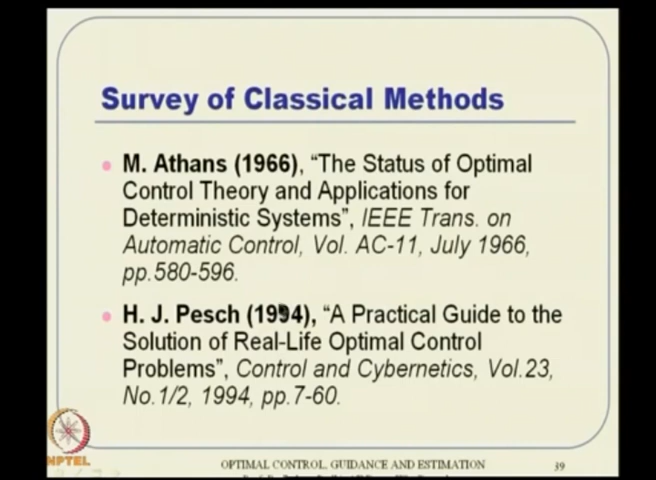 Survey of Classical Methods
M. Athans (1966), “The Status of Optimal
Control Theory and Applications for
Deterministic Systems”, IEEE Trans. on
Automatic Control, Vol. AC-11, July 1966,
pp.580-596.
H. J. Pesch (1994), “A Practical Guide to the
Solution of Real-Life Optimal Control
Problems”, Control and Cybernetics, Vol.23,
No.1/2, 1994, pp.7-60.
NPTEL
OPTIMAL CONTROL, GUIDANCE AND ESTIMATION
39